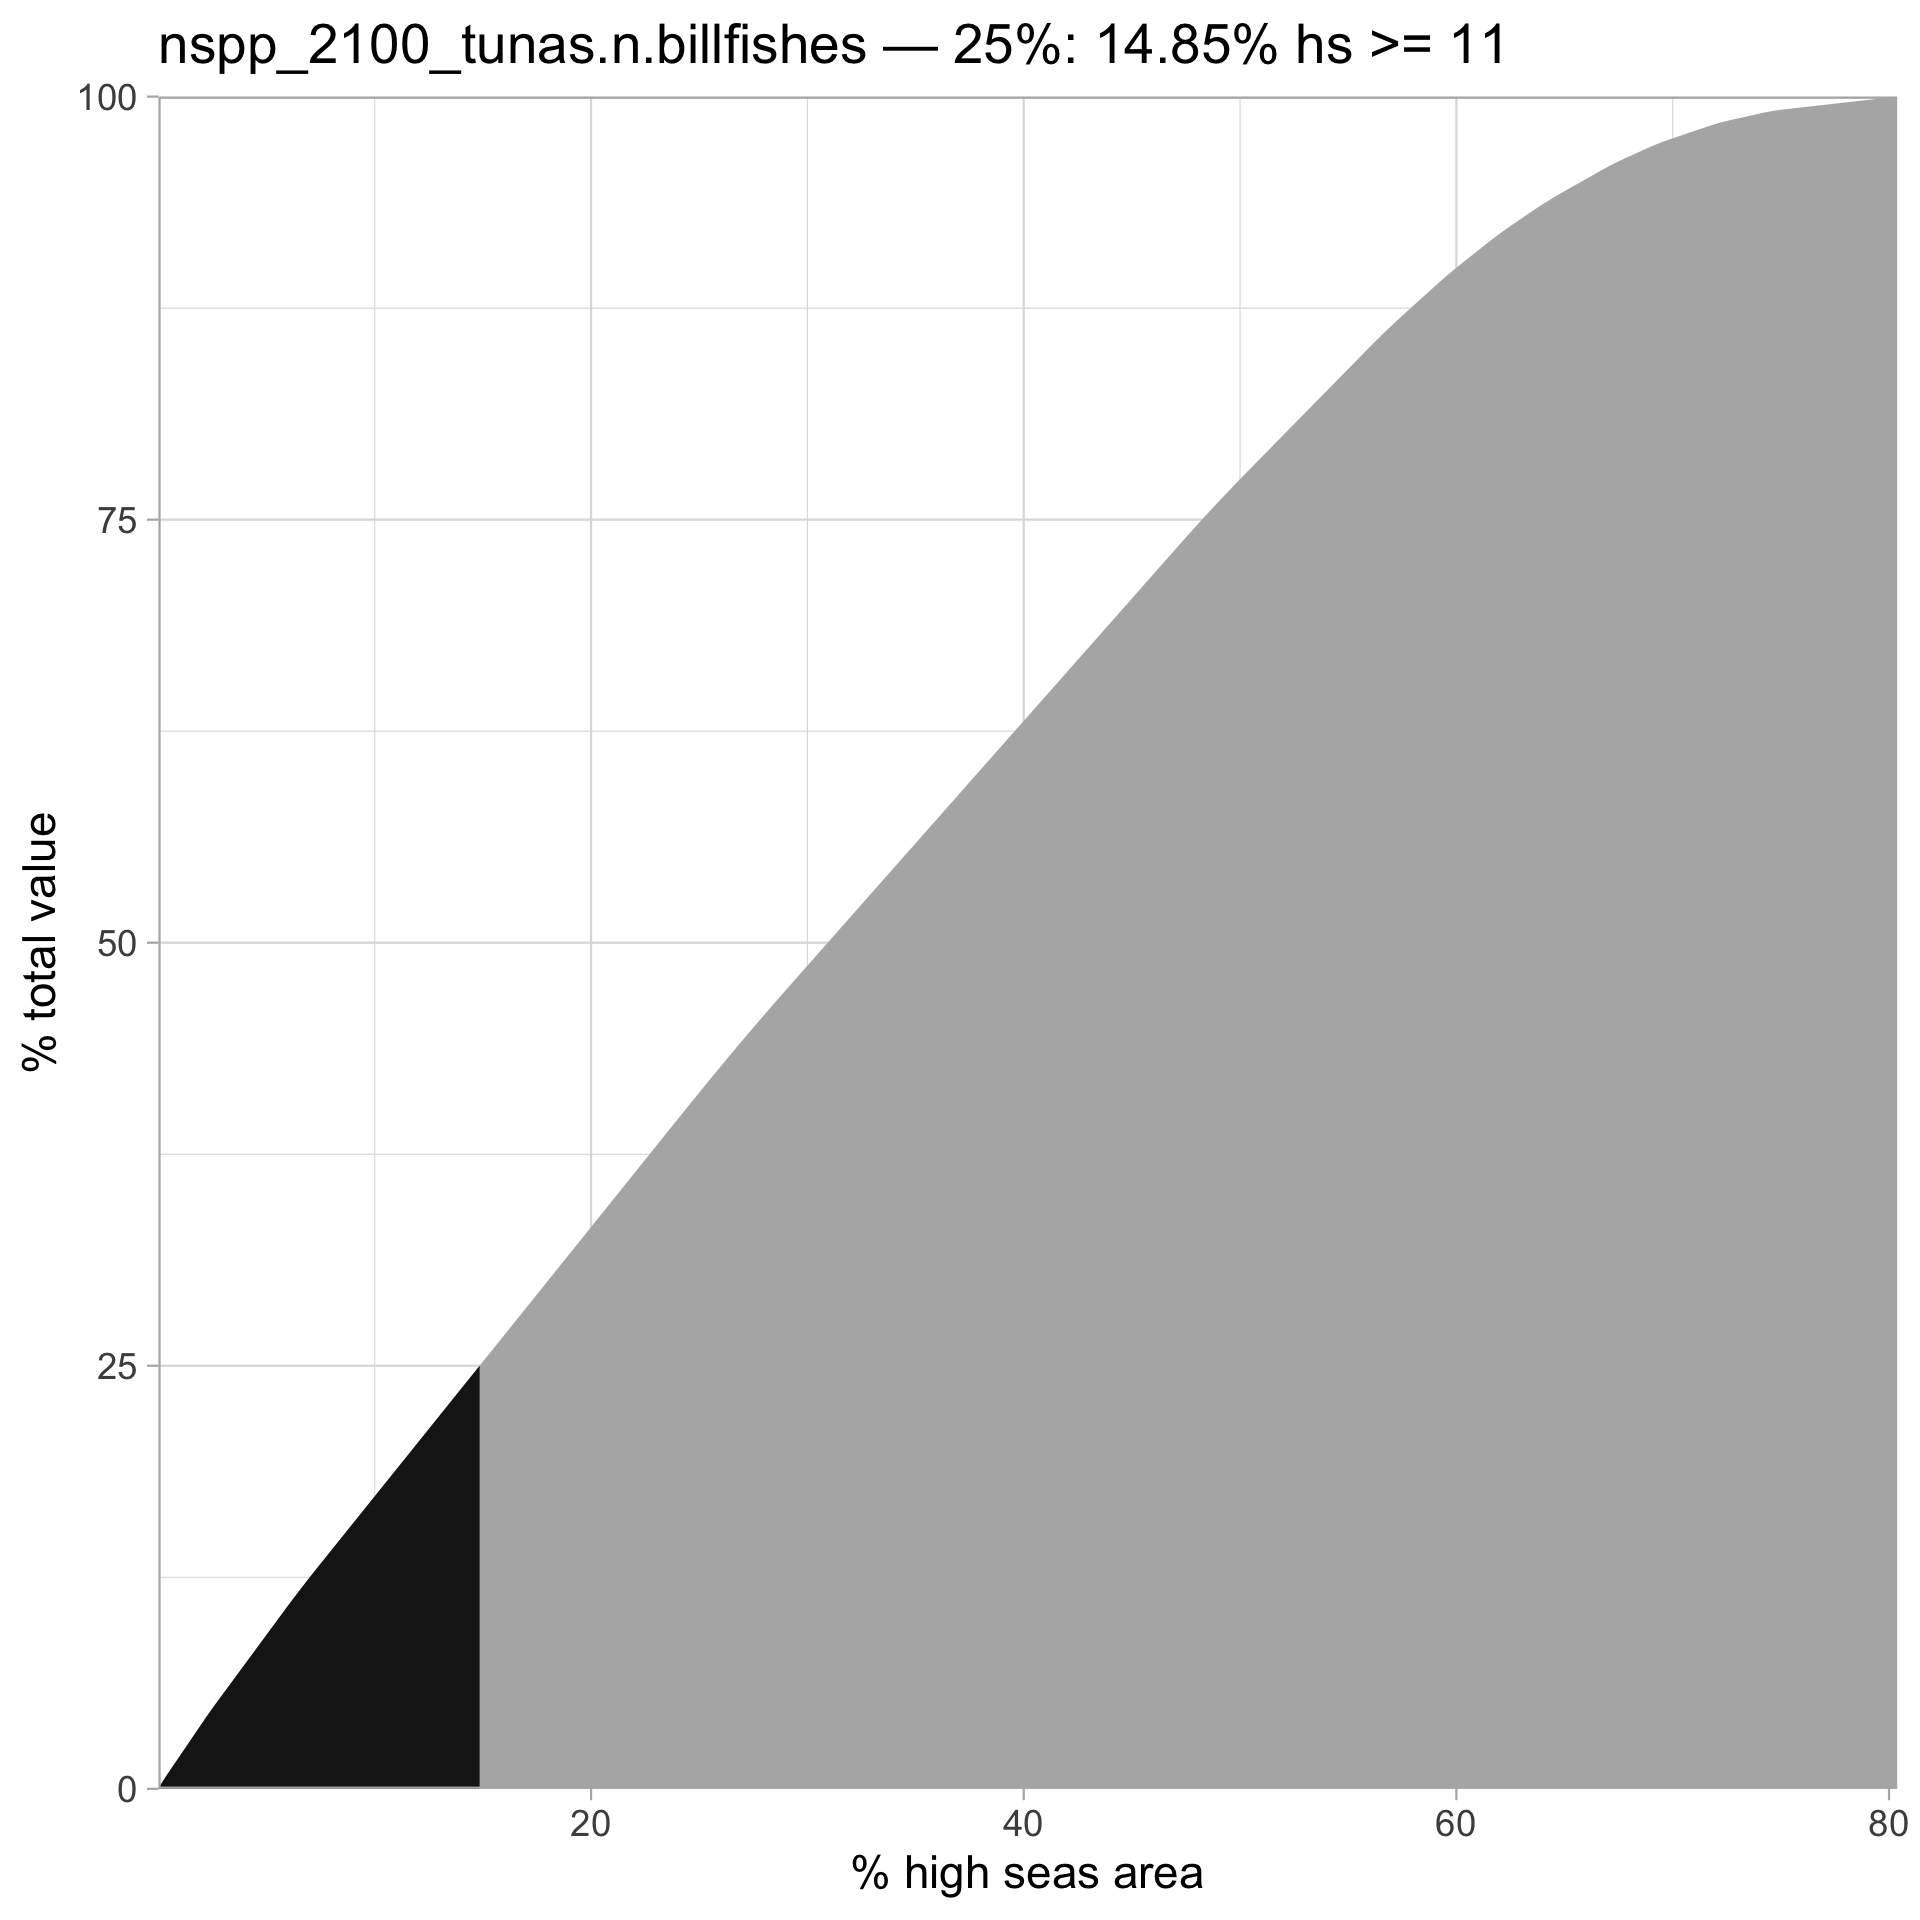 nspp_2100_tunas.n.billfishes — 25%: 14.85% hs >= 11
100
75
50
25
0
% total value
20 40 60 80
% high seas area